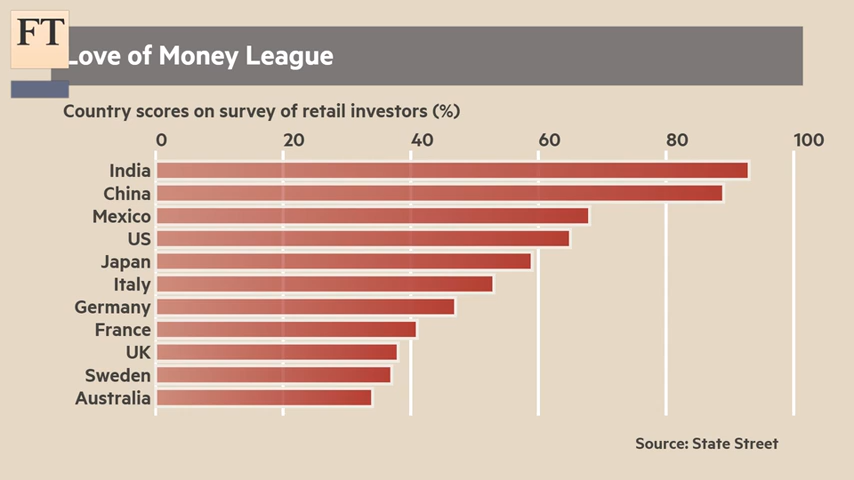 FT
Love of Money League
Country scores on survey of retail investors (%)
0 20 40 60 80 100
India
China
Mexico
US
Japan
Italy
Germany
France
UK
Sweden
Australia
Source: State Street